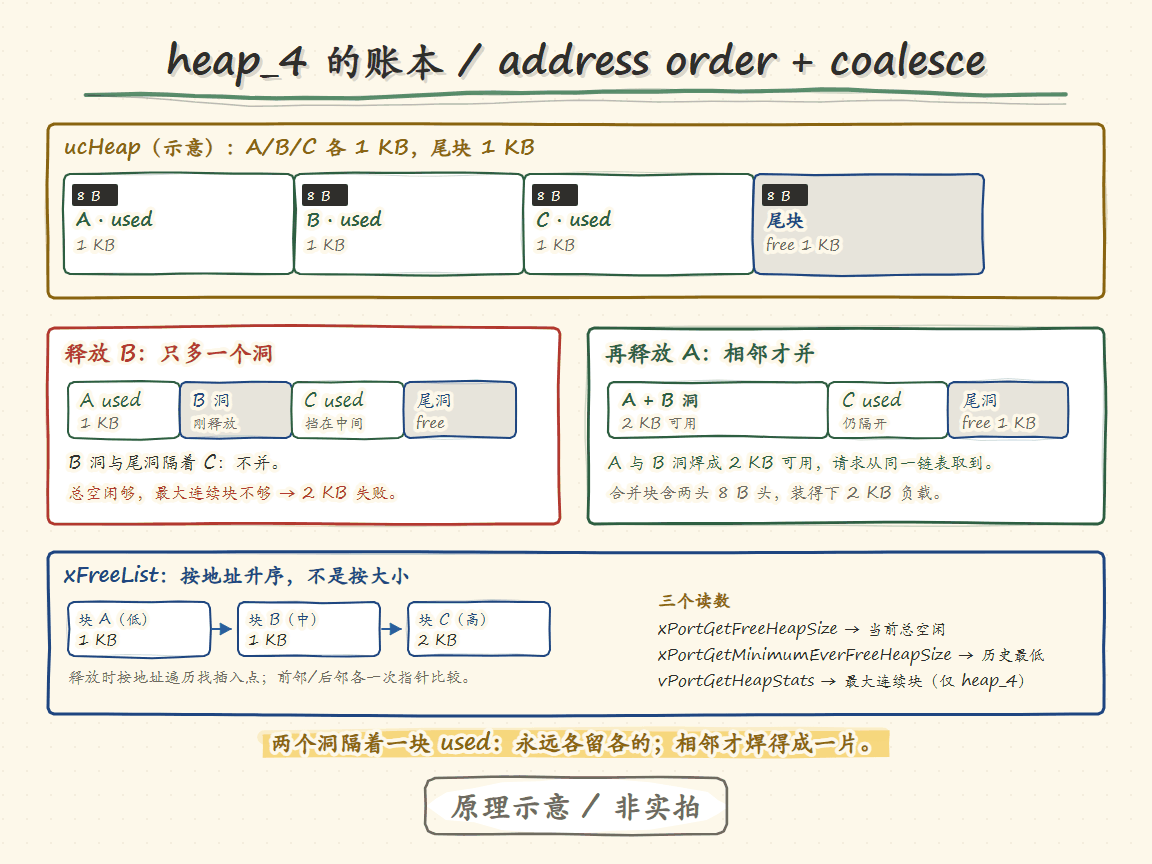 heap_4 的账本 / address order + coalesce
ucHeap（示意）: A/B/C 各 1 KB，尾块 1 KB
8 B
A · used
1 KB
8 B
B · used
1 KB
8 B
C · used
1 KB
8 B
尾块
free 1 KB
释放 B：只多一个洞
A used
1 KB
B 洞
刚释放
C used
挡在中间
尾洞
free
B 洞与尾洞隔着 C：不并。
总空闲够，最大连续块不够 → 2 KB 失败。
再释放 A：相邻才并
A + B 洞
2 KB 可用
C used
仍隔开
尾洞
free 1 KB
A 与 B 洞焊成 2 KB 可用，请求从同一链表取到。
合并块含两头 8 B 头，装得下 2 KB 负载。
xFreeList：按地址升序，不是按大小
块 A（低）
1 KB
块 B（中）
1 KB
块 C（高）
2 KB
释放时按地址遍历找插入点；前邻/后邻各一次指针比较。
三个读数
xPortGetFreeHeapSize → 当前总空闲
xPortGetMinimumEverFreeHeapSize → 历史最低
vPortGetHeapStats → 最大连续块（仅 heap_4）
两个洞隔着一块 used：永远各留各的；相邻才焊得成一片。
原理示意 / 非实拍